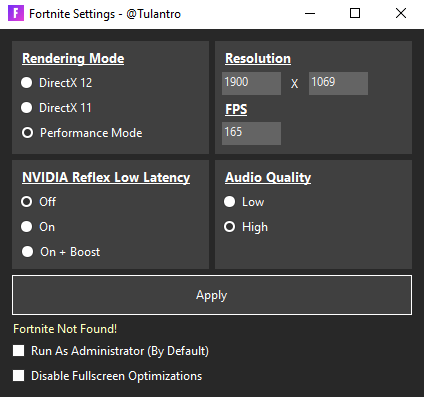 Fortnite Settings - @Tulantro
Rendering Mode
DirectX 12
DirectX 11
Performance Mode
Resolution
1900 X 1069
FPS
165
NVIDIA Reflex Low Latency
Off
On
On + Boost
Audio Quality
Low
High
Apply
Fortnite Not Found!
Run As Administrator (By Default)
Disable Fullscreen Optimizations